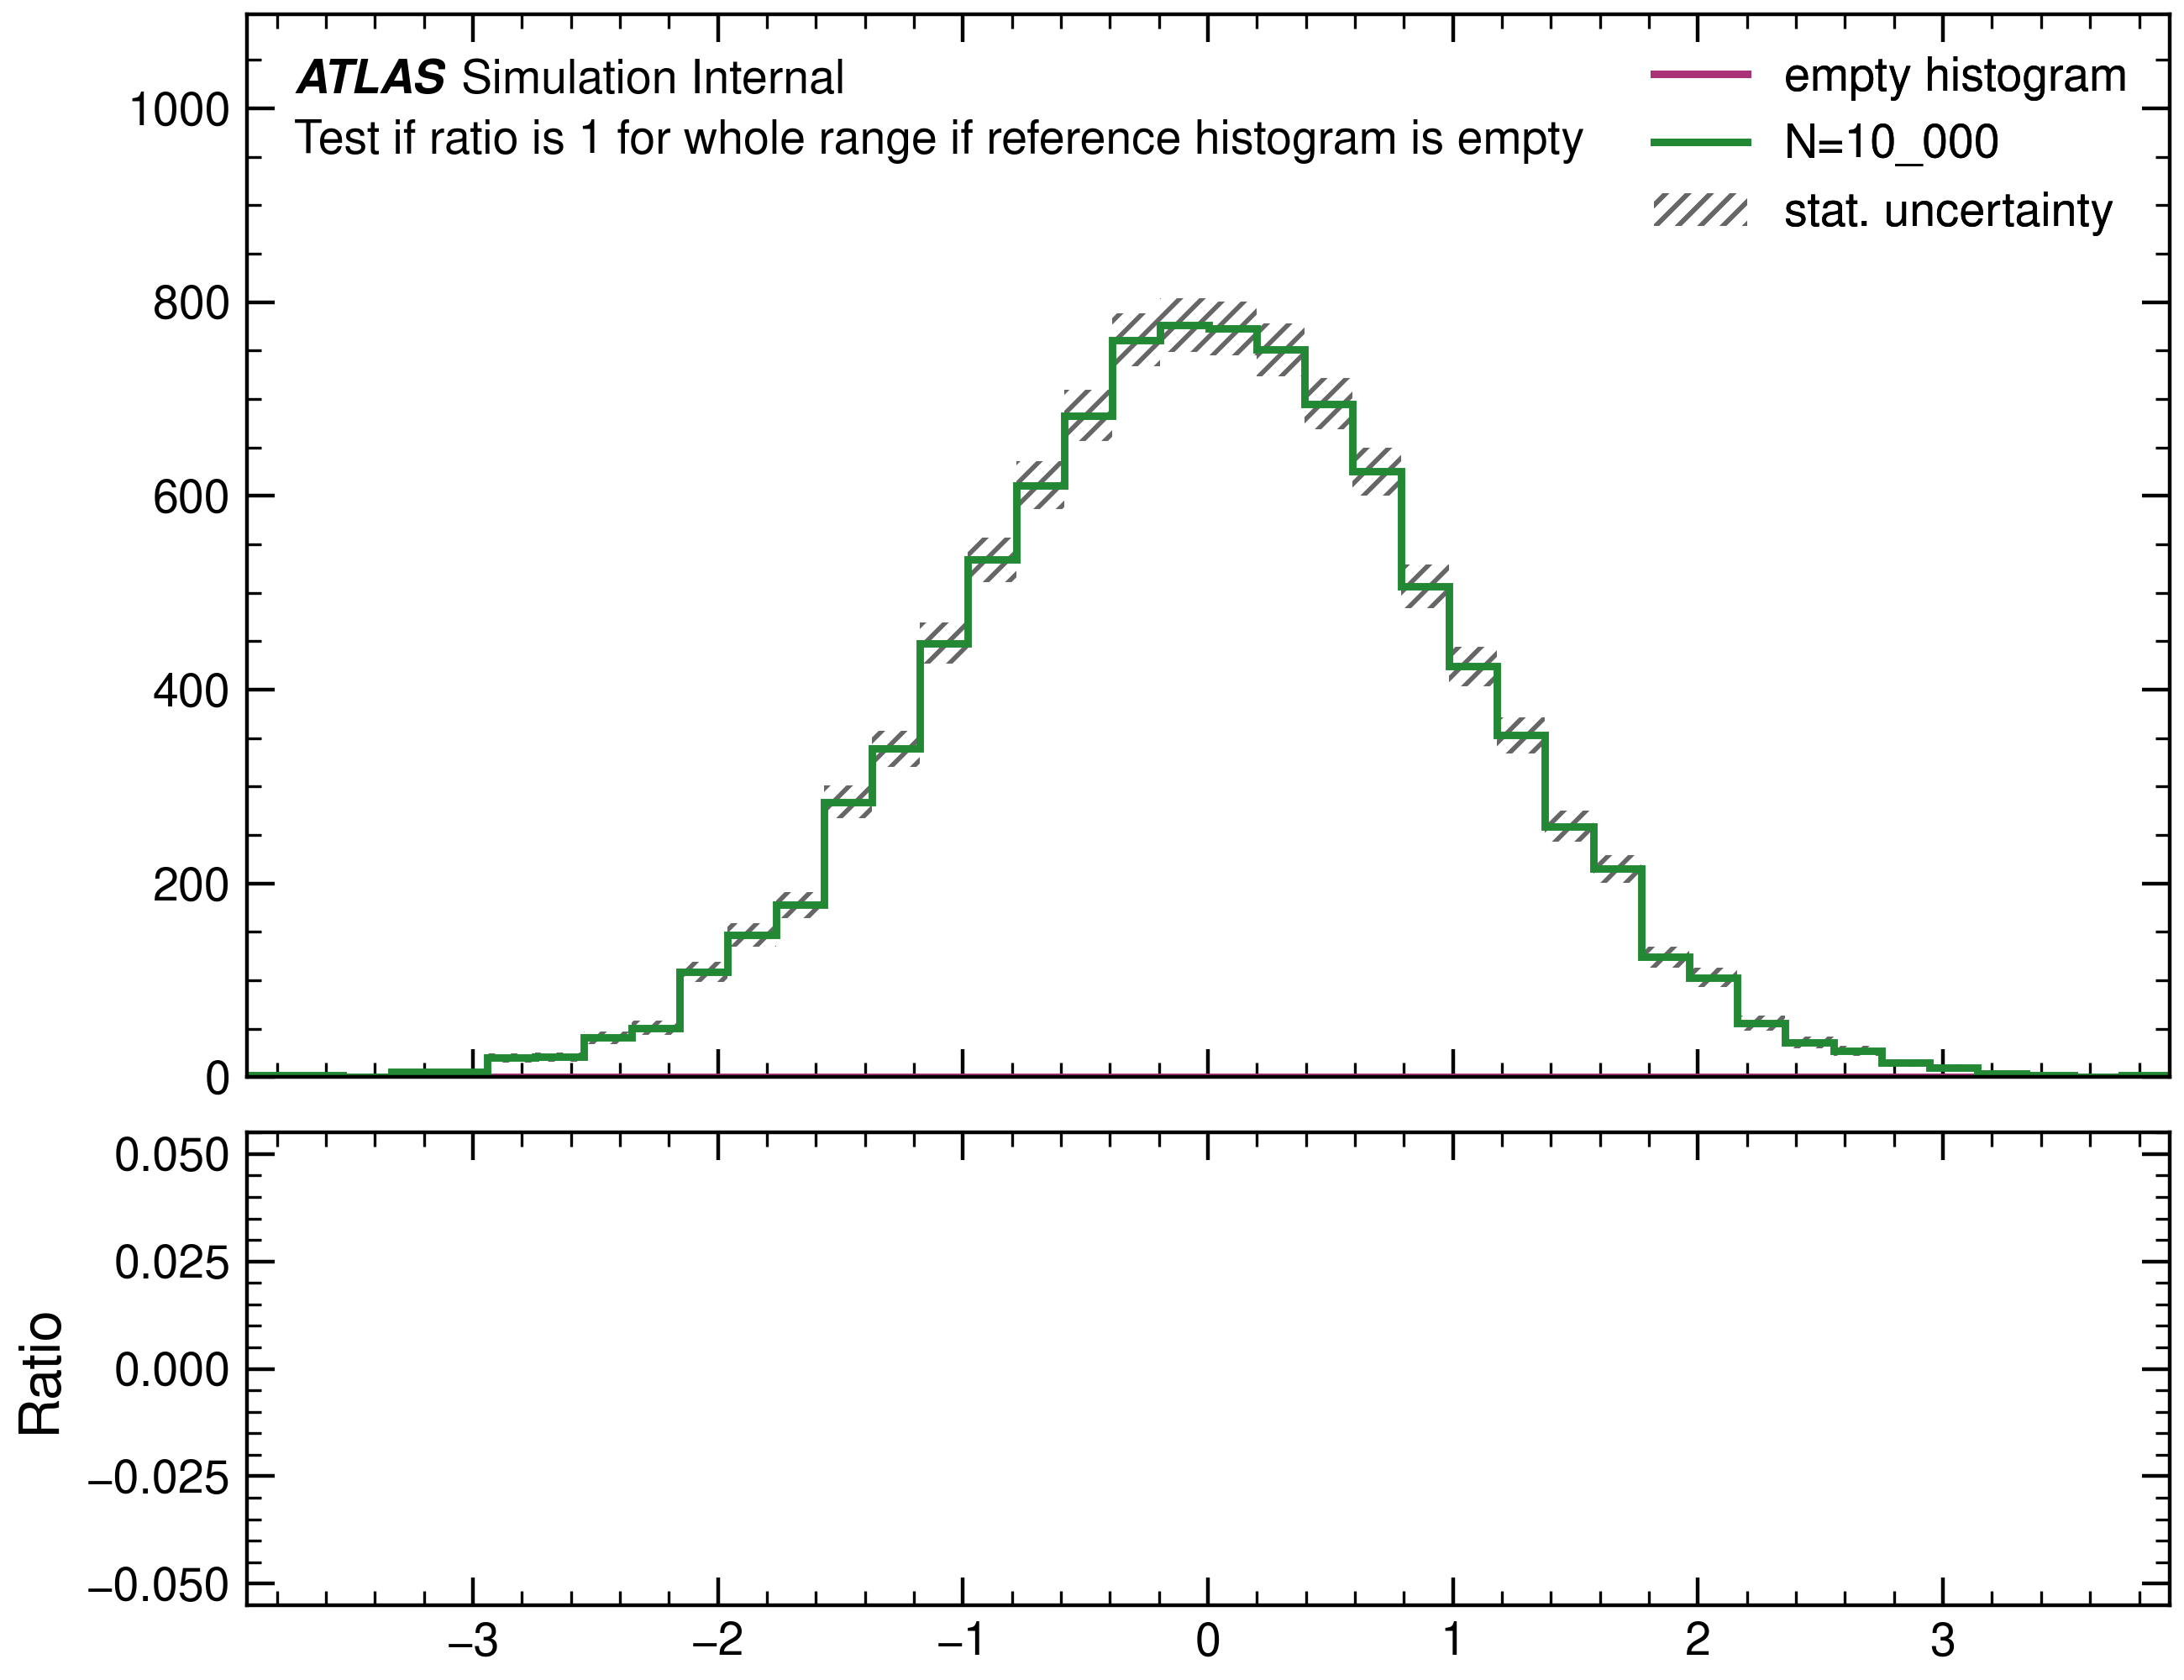 ATLAS Simulation Internal
Test if ratio is 1 for whole range if reference histogram is empty
empty histogram
N=10_000
stat. uncertainty
1000
800
600
400
200
0
0.050
0.025
0.000
−0.025
−0.050
Ratio
−3 −2 −1 0 1 2 3